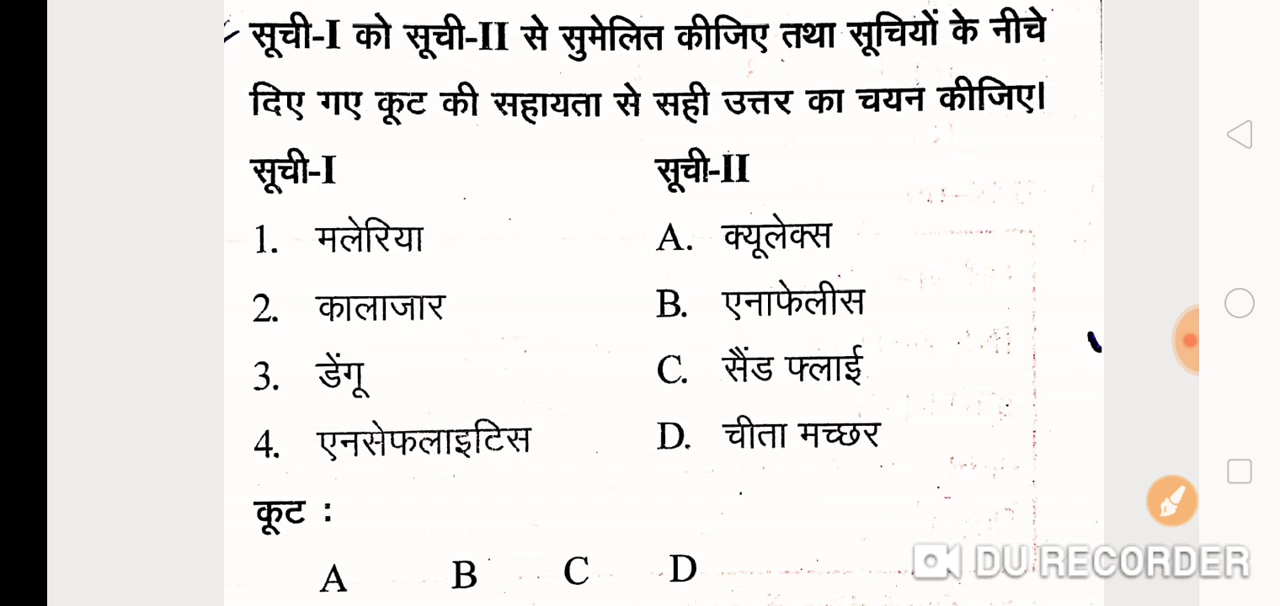 सूची-I को सूची-II से सुमेलित कीजिए तथा सूचियों के नीचे
दिए गए कूट की सहायता से सही उत्तर का चयन कीजिए।
सूची-I सूची-II
1. मलेरिया A. क्यूलेक्स
2. कालाजार B. एनाफेलीस
3. डेंगू C. सैंड फ्लाई
4. एनसेफलाइटिस D. चीता मच्छर
कूट :
A B C D
DU RECORDER